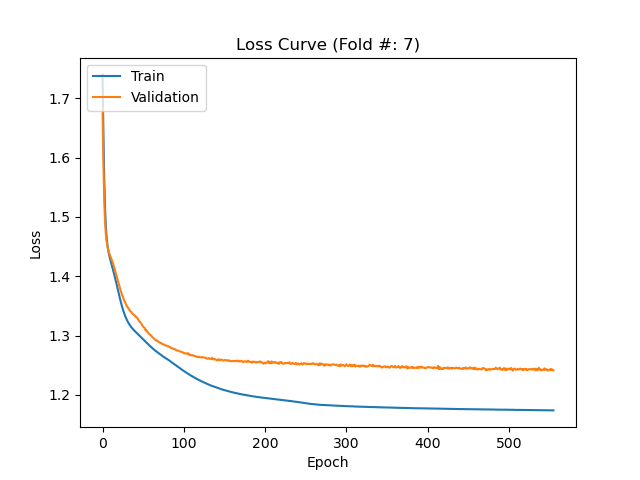 Loss Curve (Fold #: 7)
Train
Validation
1.7
1.6
1.5
1.4
1.3
1.2
Loss
0 100 200 300 400 500
Epoch